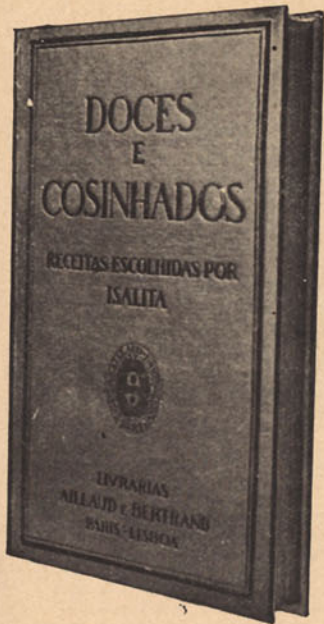 DOCES
E
COSINHADOS
RECEITAS ESCOLHIDAS POR
ISALITA
LIVRARIAS
AILLAUD E BERTRAND
PARIS-LISBOA